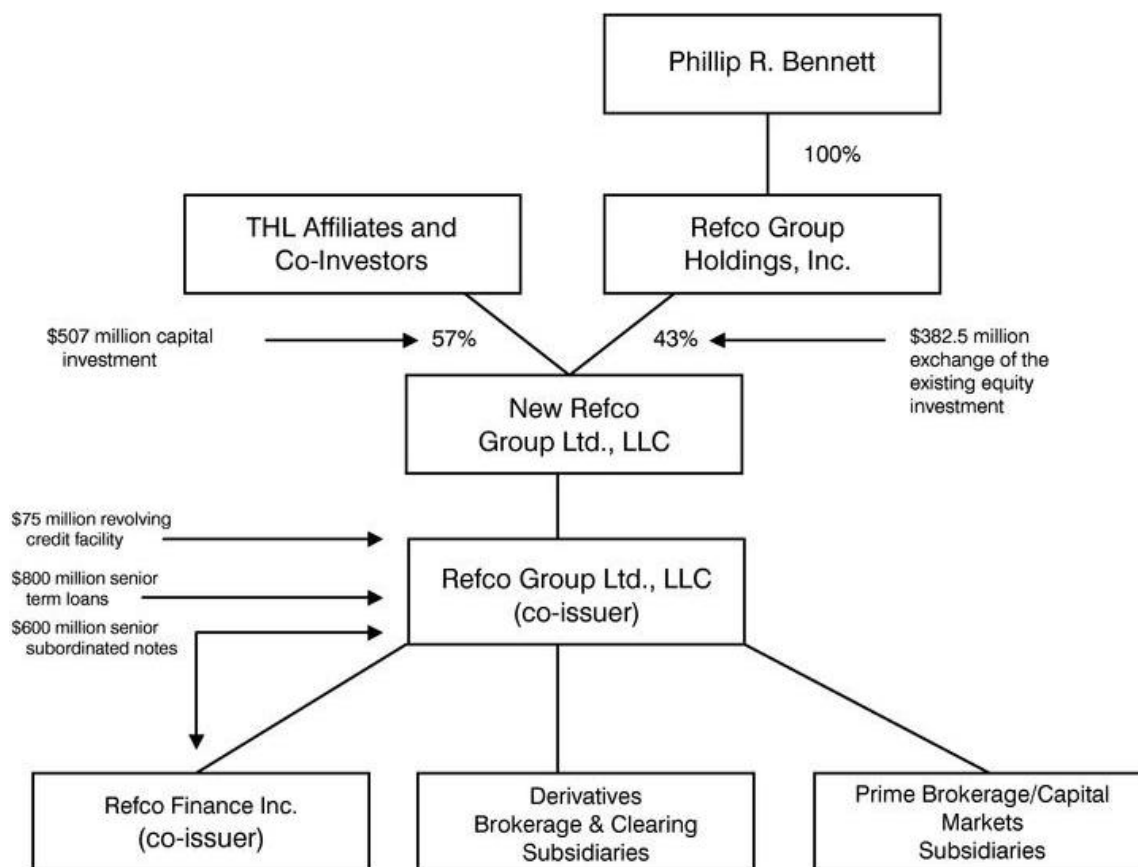 Phillip R. Bennett
100%
THL Affiliates and
Co-Investors
Refco Group
Holdings, Inc.
$507 million capital
investment
57%
43%
$382.5 million
exchange of the
existing equity
investment
New Refco
Group Ltd., LLC
$75 million revolving
credit facility
$800 million senior
term loans
$600 million senior
subordinated notes
Refco Group Ltd., LLC
(co-issuer)
Refco Finance Inc.
(co-issuer)
Derivatives
Brokerage & Clearing
Subsidiaries
Prime Brokerage/Capital
Markets
Subsidiaries